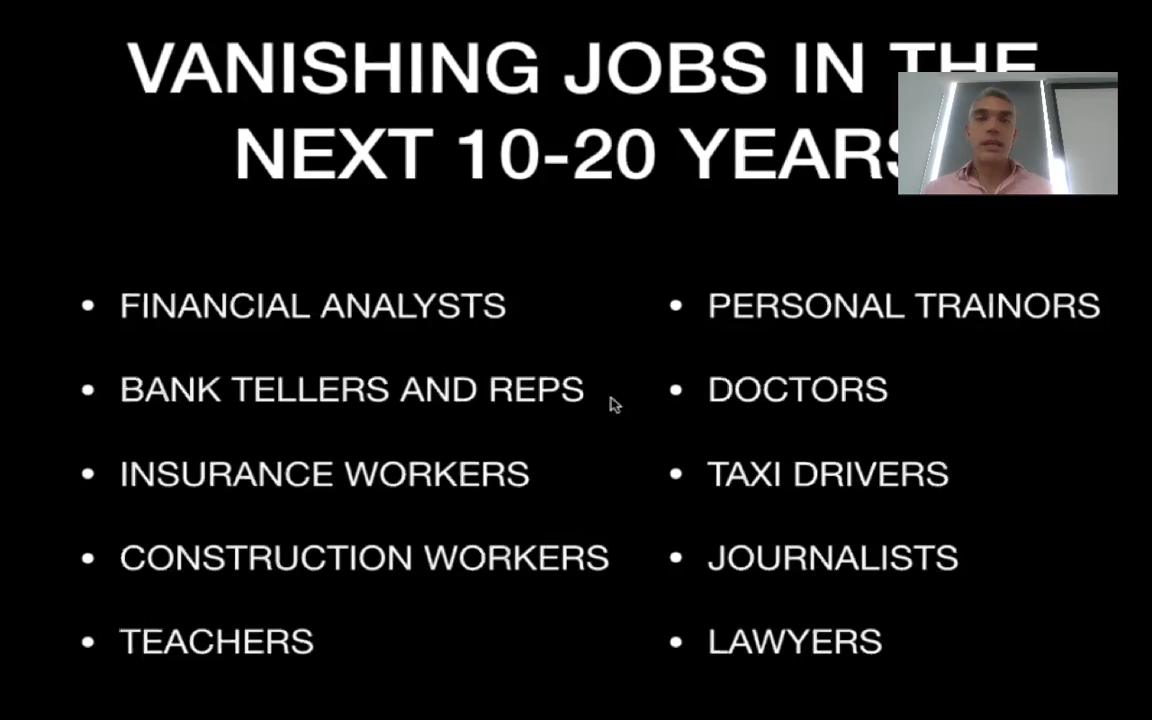 VANISHING JOBS IN THE
NEXT 10-20 YEARS
• FINANCIAL ANALYSTS
• BANK TELLERS AND REPS
• INSURANCE WORKERS
• CONSTRUCTION WORKERS
• TEACHERS
• PERSONAL TRAINORS
• DOCTORS
• TAXI DRIVERS
• JOURNALISTS
• LAWYERS